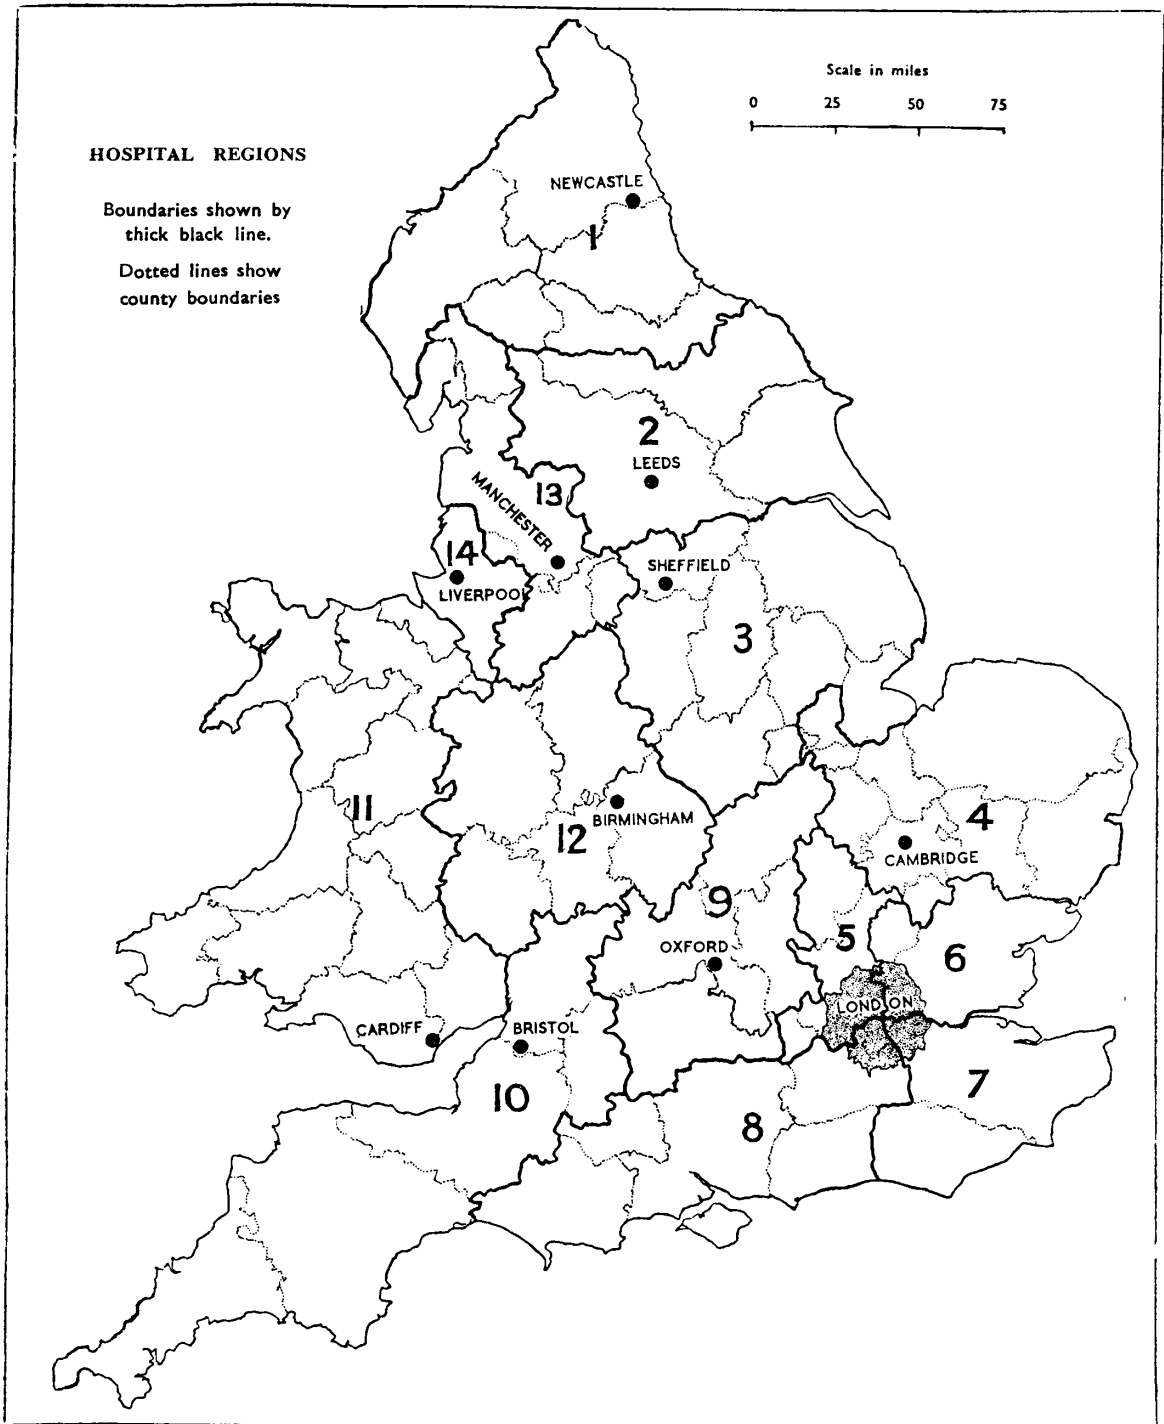 Scale in miles
0 25 50 75
HOSPITAL REGIONS
Boundaries shown by
thick black line.
Dotted lines show
county boundaries
NEWCASTLE
1
2
LEEDS
13
MANCHESTER
14
LIVERPOOL
SHEFFIELD
3
11
12
BIRMINGHAM
4
CAMBRIDGE
9
OXFORD
5
6
LONDON
CARDIFF
BRISTOL
10
8
7